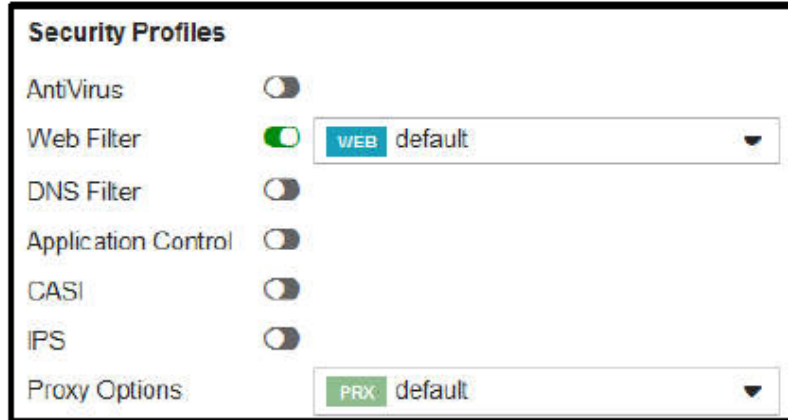 Security Profiles
AntiVirus
Web Filter WEB default
DNS Filter
Application Control
CASI
IPS
Proxy Options PRX default